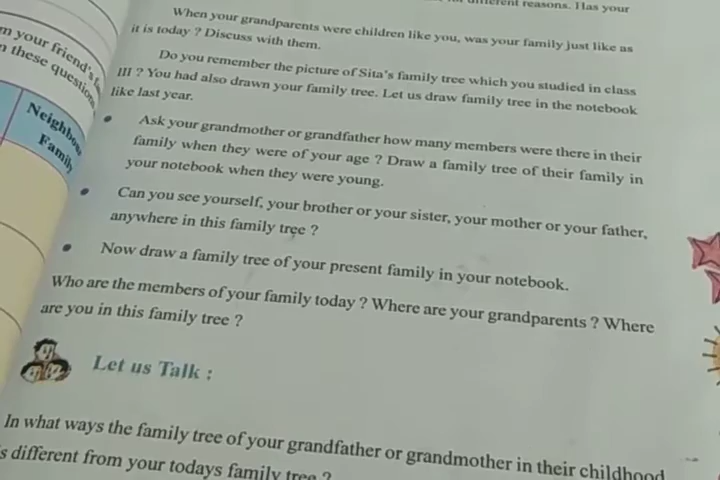 different reasons. Has your
When your grandparents were children like you, was your family just like as
it is today ? Discuss with them.
Do you remember the picture of Sita's family tree which you studied in class
III ? You had also drawn your family tree. Let us draw family tree in the notebook
like last year.
• Ask your grandmother or grandfather how many members were there in their
family when they were of your age ? Draw a family tree of their family in
your notebook when they were young.
• Can you see yourself, your brother or your sister, your mother or your father,
anywhere in this family tree ?
• Now draw a family tree of your present family in your notebook.
Who are the members of your family today ? Where are your grandparents ? Where
are you in this family tree ?
Let us Talk :
In what ways the family tree of your grandfather or grandmother in their childhood
is different from your todays family tree ?
m your friend's
n these question
Neighbou
Family